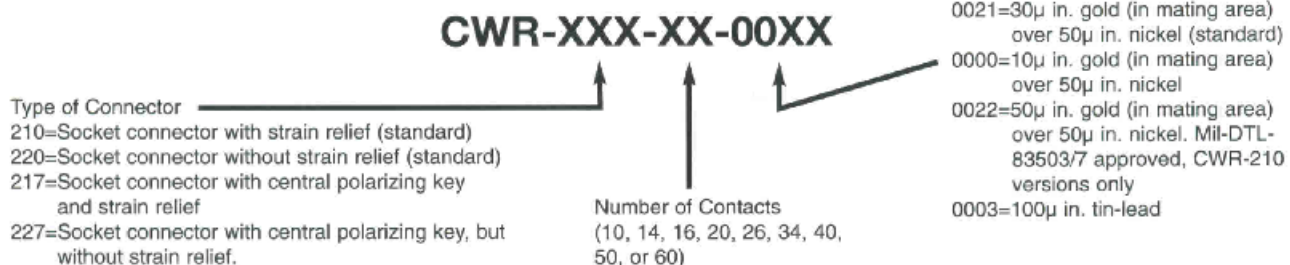 CWR-XXX-XX-00XX
Type of Connector
210=Socket connector with strain relief (standard)
220=Socket connector without strain relief (standard)
217=Socket connector with central polarizing key
and strain relief
227=Socket connector with central polarizing key, but
without strain relief.
Number of Contacts
(10, 14, 16, 20, 26, 34, 40,
50, or 60)
0021=30µ in. gold (in mating area)
over 50µ in. nickel (standard)
0000=10µ in. gold (in mating area)
over 50µ in. nickel
0022=50µ in. gold (in mating area)
over 50µ in. nickel. Mil-DTL-
83503/7 approved, CWR-210
versions only
0003=100µ in. tin-lead